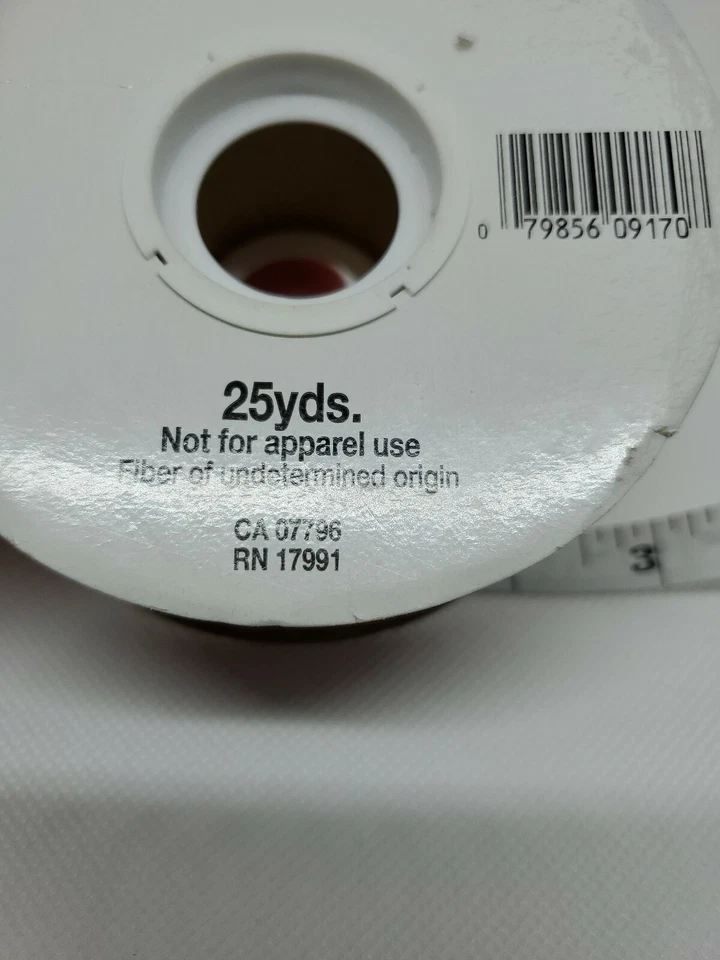 0 79856 09170
25yds.
Not for apparel use
Fiber of undetermined origin
CA 07796
RN 17991
3